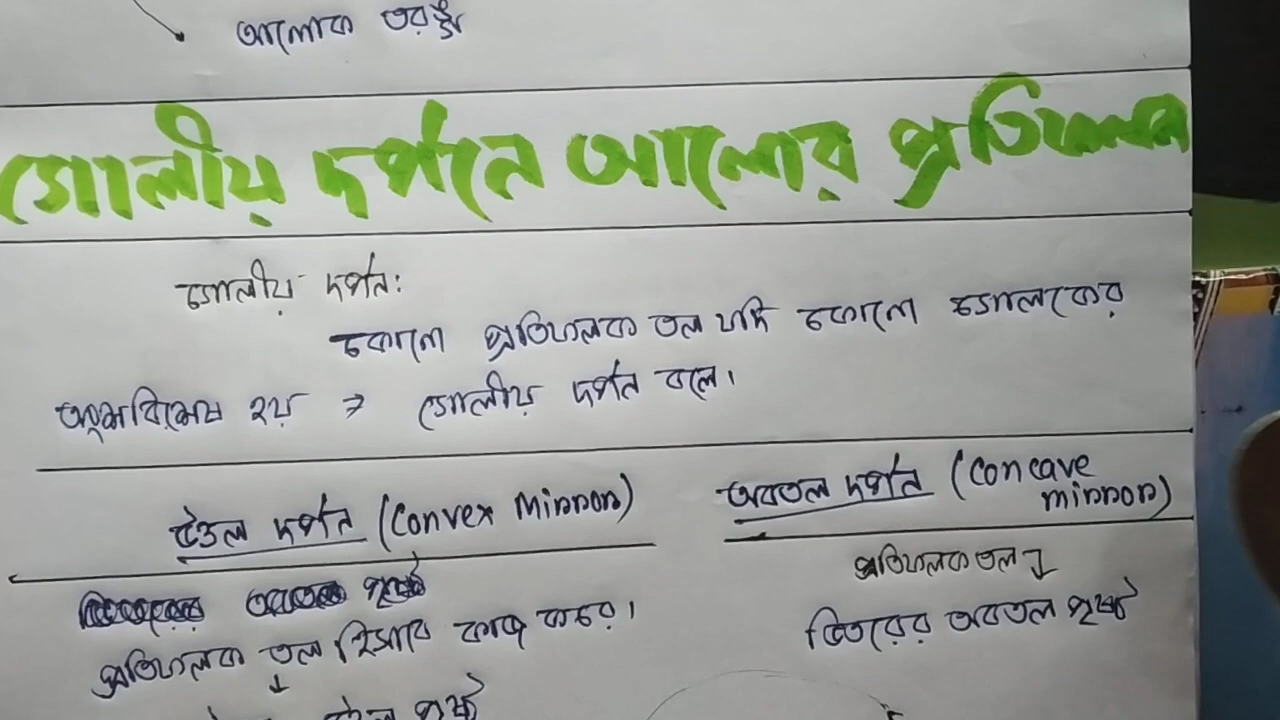 আলোক তরঙ্গ
গোলীয় দর্পনে আলোর প্রতিফলন
গোলীয় দর্পন:
কোনো প্রতিফলক তল যদি কোনো গোলকের
অংশবিশেষ হয় → গোলীয় দর্পন বলে।
উত্তল দর্পন (Convex Mirror)
প্রতিফলক তল হিসাবে কাজ করে।
উত্তল পৃষ্ঠ
অবতল দর্পন (Concave
mirror)
প্রতিফলক তল
ভিতরের অবতল পৃষ্ঠ